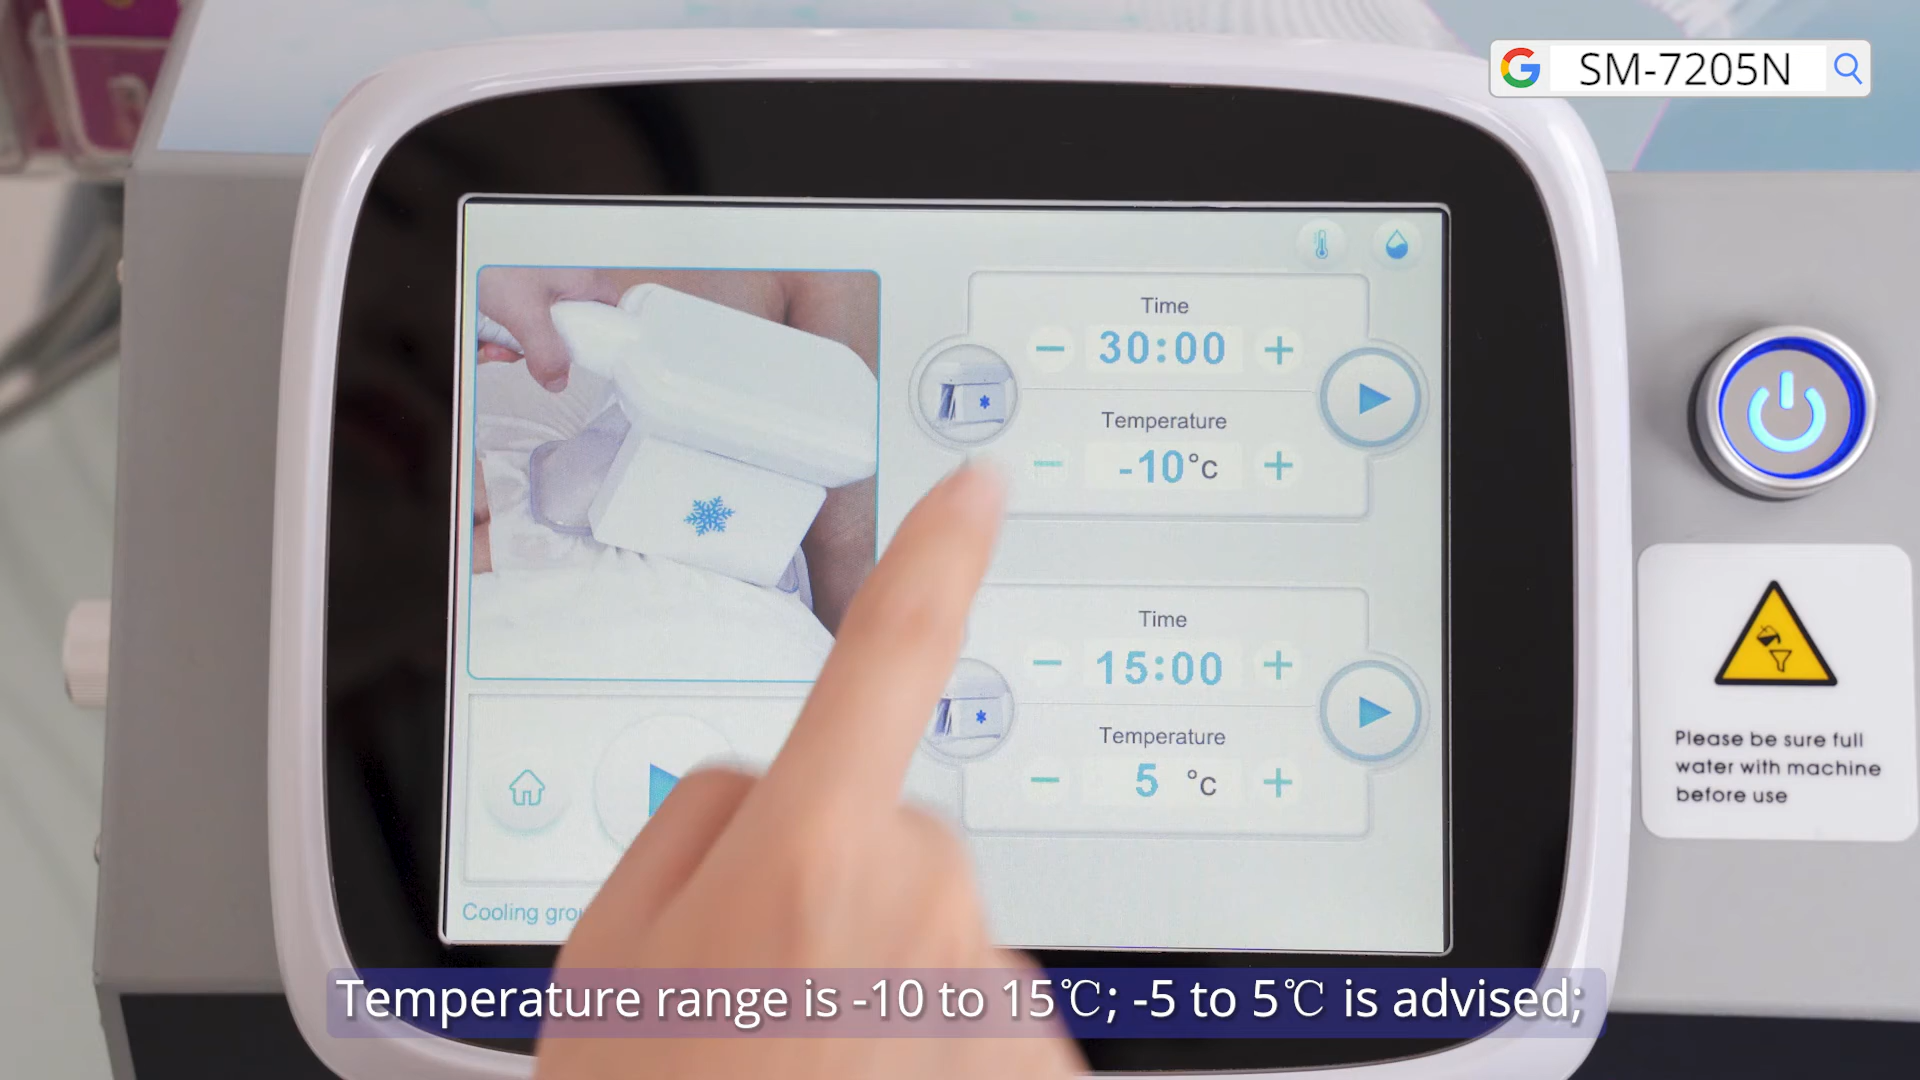 SM-7205N
Time
30:00
Temperature
-10°c
Time
15:00
Temperature
5 °c
Cooling
Please be sure full
water with machine
before use
Temperature range is -10 to 15℃; -5 to 5℃ is advised;